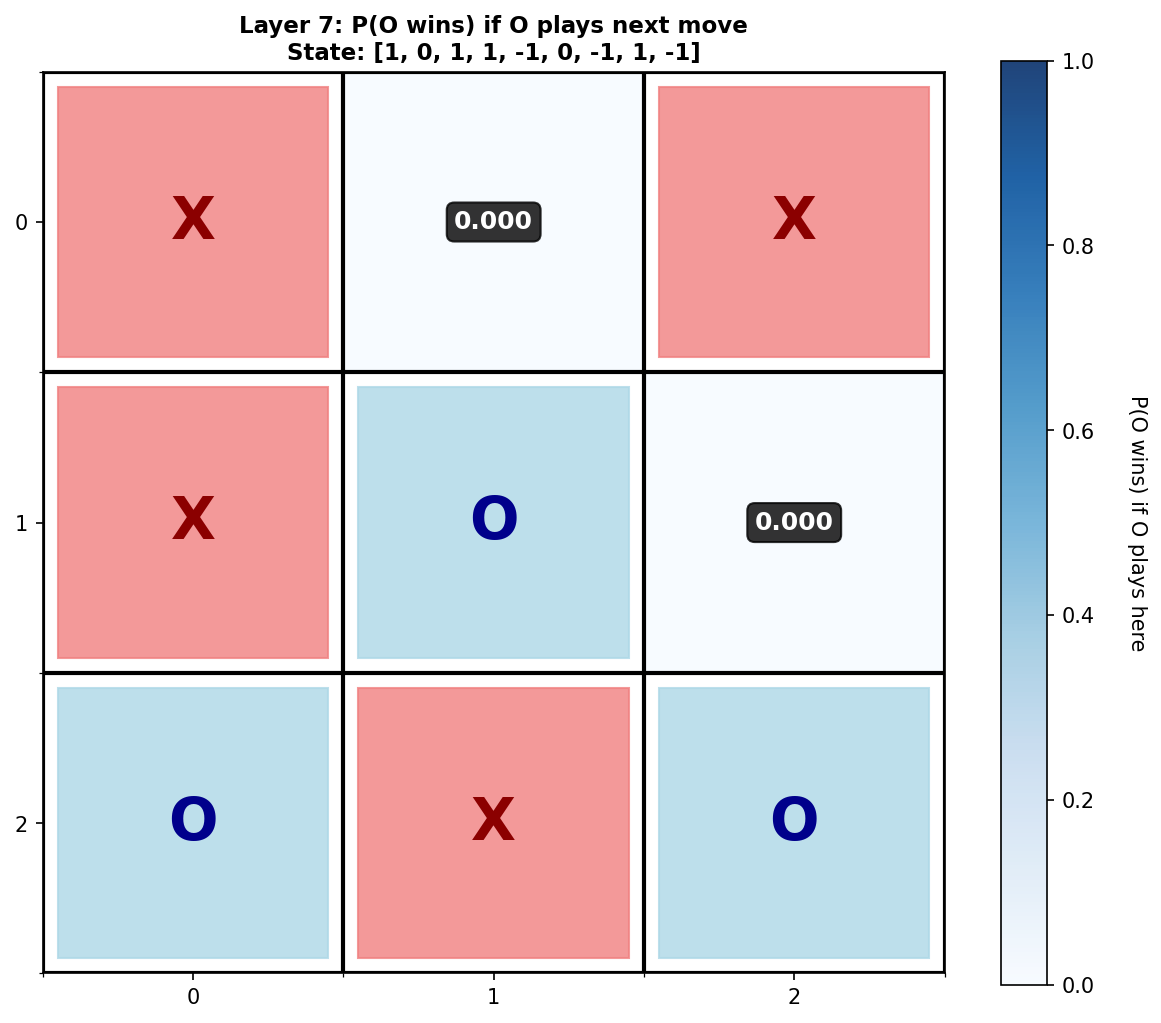 Layer 7: P(O wins) if O plays next move
State: [1, 0, 1, 1, -1, 0, -1, 1, -1]
X
0.000
X
X
O
0.000
O
X
O
0
1
2
0
1
2
1.0
0.8
0.6
0.4
0.2
0.0
P(O wins) if O plays here